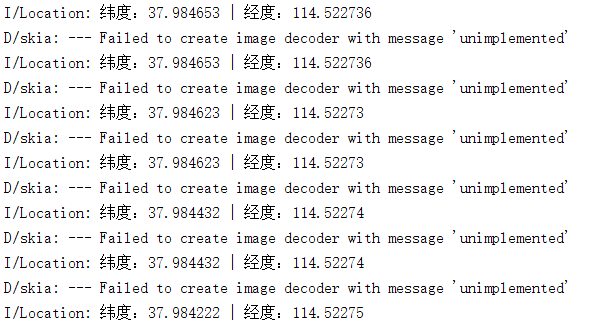 I/Location: 纬度：37.984653 | 经度：114.522736
D/skia: --- Failed to create image decoder with message 'unimplemented'
I/Location: 纬度：37.984653 | 经度：114.522736
D/skia: --- Failed to create image decoder with message 'unimplemented'
I/Location: 纬度：37.984623 | 经度：114.52273
D/skia: --- Failed to create image decoder with message 'unimplemented'
I/Location: 纬度：37.984623 | 经度：114.52273
D/skia: --- Failed to create image decoder with message 'unimplemented'
I/Location: 纬度：37.984432 | 经度：114.52274
D/skia: --- Failed to create image decoder with message 'unimplemented'
I/Location: 纬度：37.984432 | 经度：114.52274
D/skia: --- Failed to create image decoder with message 'unimplemented'
I/Location: 纬度：37.984222 | 经度：114.52275